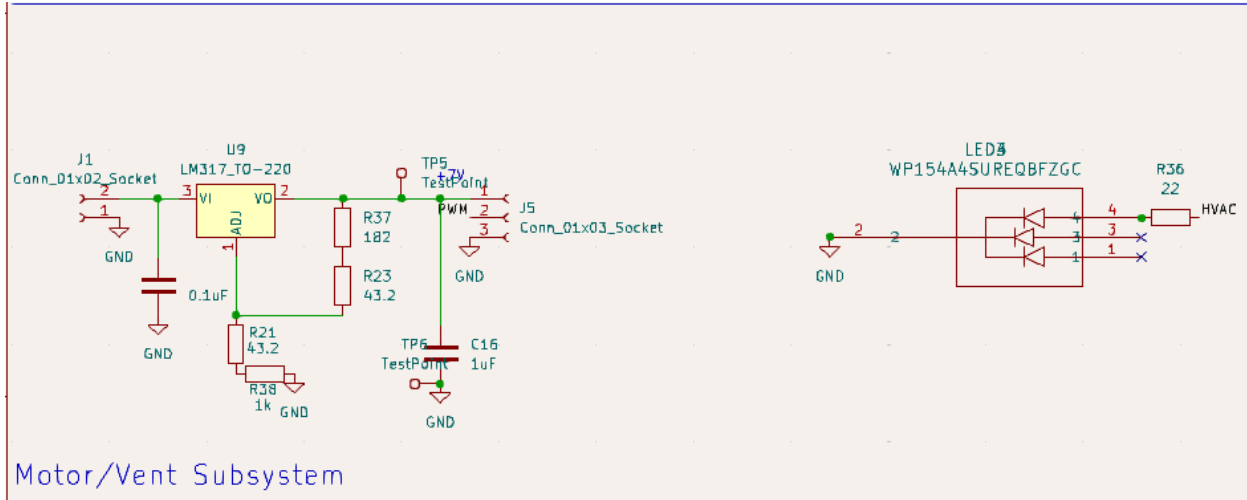 J1
Conn_01x02_Socket
2
1
GND
0.1uF
GND
U9
LM317_TO-220
3
VI
VO
2
ADJ
1
R37
182
R23
43.2
R21
43.2
R38
1k
GND
TP5
TestPoint
+7V
PWM
1
2
3
J5
Conn_01x03_Socket
GND
TP6
TestPoint
C16
1uF
GND
WP154A4SUREQBFZGC
GND
2
2
4
3
1
4
3
1
R36
22
HVAC
Motor/Vent Subsystem